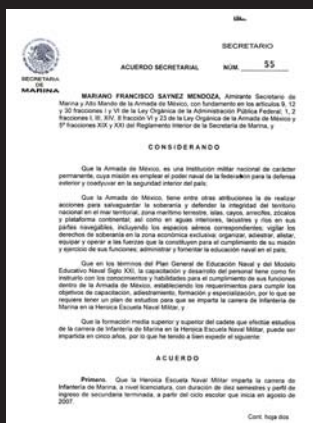 SECRETARIO
ACUERDO SECRETARIAL NÚM. 55
SECRETARIA
DE
MARINA
MARIANO FRANCISCO SAYNEZ MENDOZA, Almirante Secretario de
Marina y Alto Mando de la Armada de México, con fundamento en los artículos 9, 12
y 30 fracciones I y VI de la Ley Orgánica de la Administración Pública Federal; 1, 2
fracciones I, III, XIV, 8 fracción VI y 23 de la Ley Orgánica de la Armada de México y
5º fracciones XIX y XXI del Reglamento Interior de la Secretaría de Marina, y
C O N S I D E R A N D O
Que la Armada de México, es una Institución militar nacional de carácter
permanente, cuya misión es emplear el poder naval de la federación para la defensa
exterior y coadyuvar en la seguridad interior del país;
Que la Armada de México, tiene entre otras atribuciones la de realizar
acciones para salvaguardar la soberanía y defender la integridad del territorio
nacional en el mar territorial, zona marítimo terrestre, islas, cayos, arrecifes, zócalos
y plataforma continental; así como en aguas interiores, lacustres y ríos en sus
partes navegables, incluyendo los espacios aéreos correspondientes; vigilar los
derechos de soberanía en la zona económica exclusiva; organizar, adiestrar, alistar,
equipar y operar a las fuerzas que la constituyen para el cumplimiento de su misión
y ejercicio de sus funciones; administrar y fomentar la educación naval en el país,
Que en los términos del Plan General de Educación Naval y del Modelo
Educativo Naval Siglo XXI, la capacitación y desarrollo del personal tiene como fin
instruirlo con los conocimientos y habilidades para el cumplimiento de sus funciones
dentro de la Armada de México, estableciendo los requerimientos para cumplir los
objetivos de capacitación, adiestramiento, formación y especialización, por lo que se
requiere tener un plan de estudios para que se imparta la carrera de Infantería de
Marina en la Heroica Escuela Naval Militar, y
Que la formación media superior y superior del cadete que efectúe estudios
de la carrera de Infantería de Marina en la Heroica Escuela Naval Militar, puede ser
impartida en cinco años, por lo que he tenido a bien expedir el siguiente:
A C U E R D O
Primero. Que la Heroica Escuela Naval Militar imparta la carrera de
Infantería de Marina, a nivel licenciatura, con duración de diez semestres y perfil de
ingreso de secundaria terminada, a partir del ciclo escolar que inicia en agosto de
2007.
Cont. hoja dos